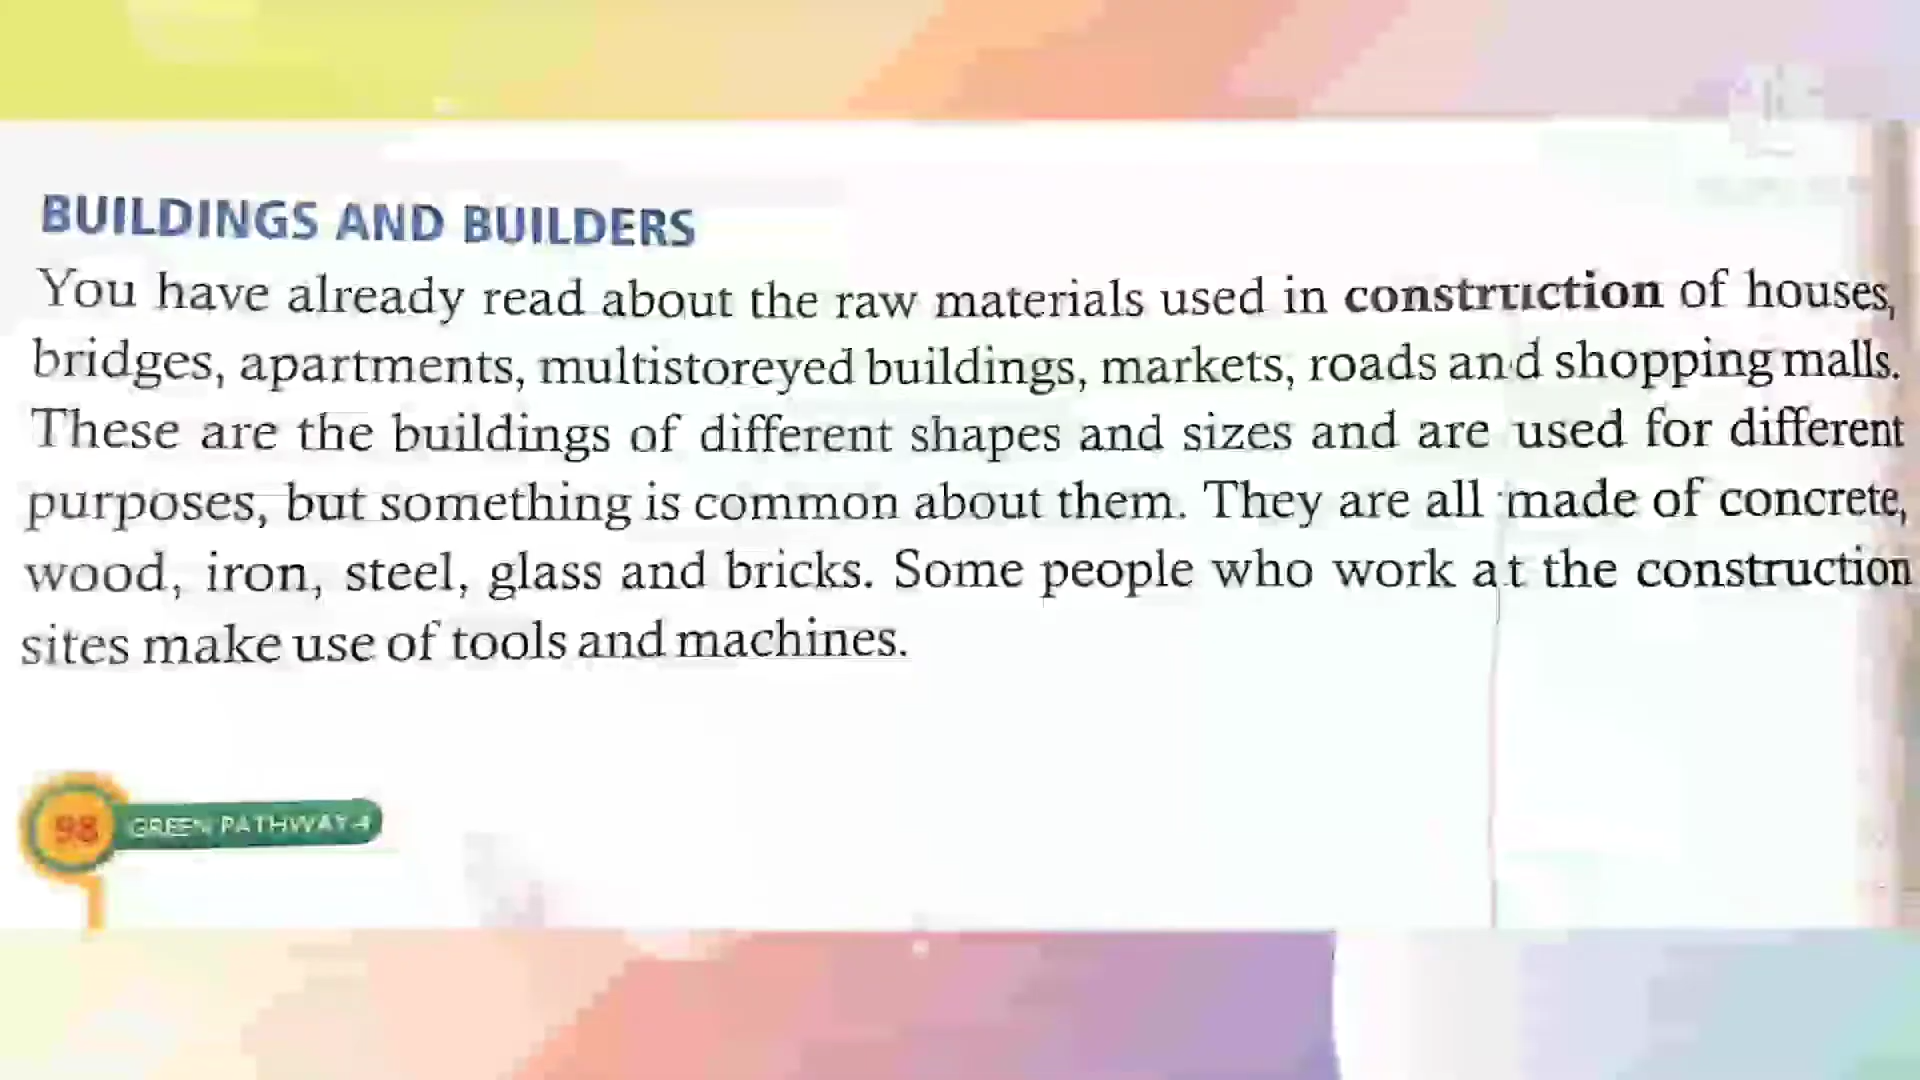 BUILDINGS AND BUILDERS
You have already read about the raw materials used in construction of houses,
bridges, apartments, multistoreyed buildings, markets, roads and shopping malls.
These are the buildings of different shapes and sizes and are used for different
purposes, but something is common about them. They are all made of concrete,
wood, iron, steel, glass and bricks. Some people who work at the construction
sites make use of tools and machines.
98 GREEN PATHWAY-4